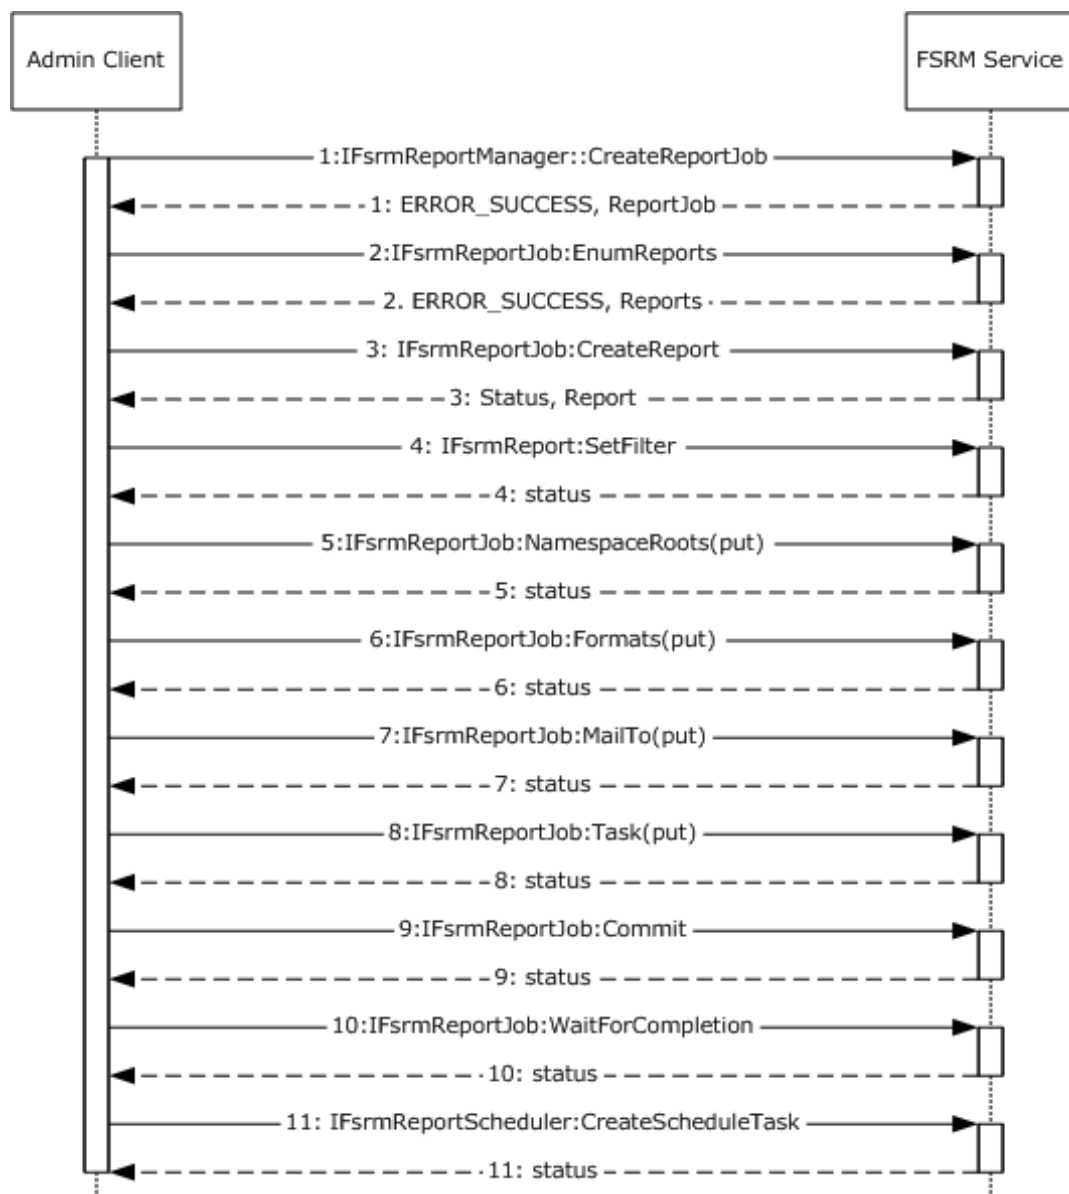 Admin Client
FSRM Service
1:IFsrmReportManager::CreateReportJob
1: ERROR_SUCCESS, ReportJob
2:IFsrmReportJob:EnumReports
2. ERROR_SUCCESS, Reports
3: IFsrmReportJob:CreateReport
3: Status, Report
4: IFsrmReport:SetFilter
4: status
5:IFsrmReportJob:NamespaceRoots(put)
5: status
6:IFsrmReportJob:Formats(put)
6: status
7:IFsrmReportJob:MailTo(put)
7: status
8:IFsrmReportJob:Task(put)
8: status
9:IFsrmReportJob:Commit
9: status
10:IFsrmReportJob:WaitForCompletion
10: status
11: IFsrmReportScheduler:CreateScheduleTask
11: status